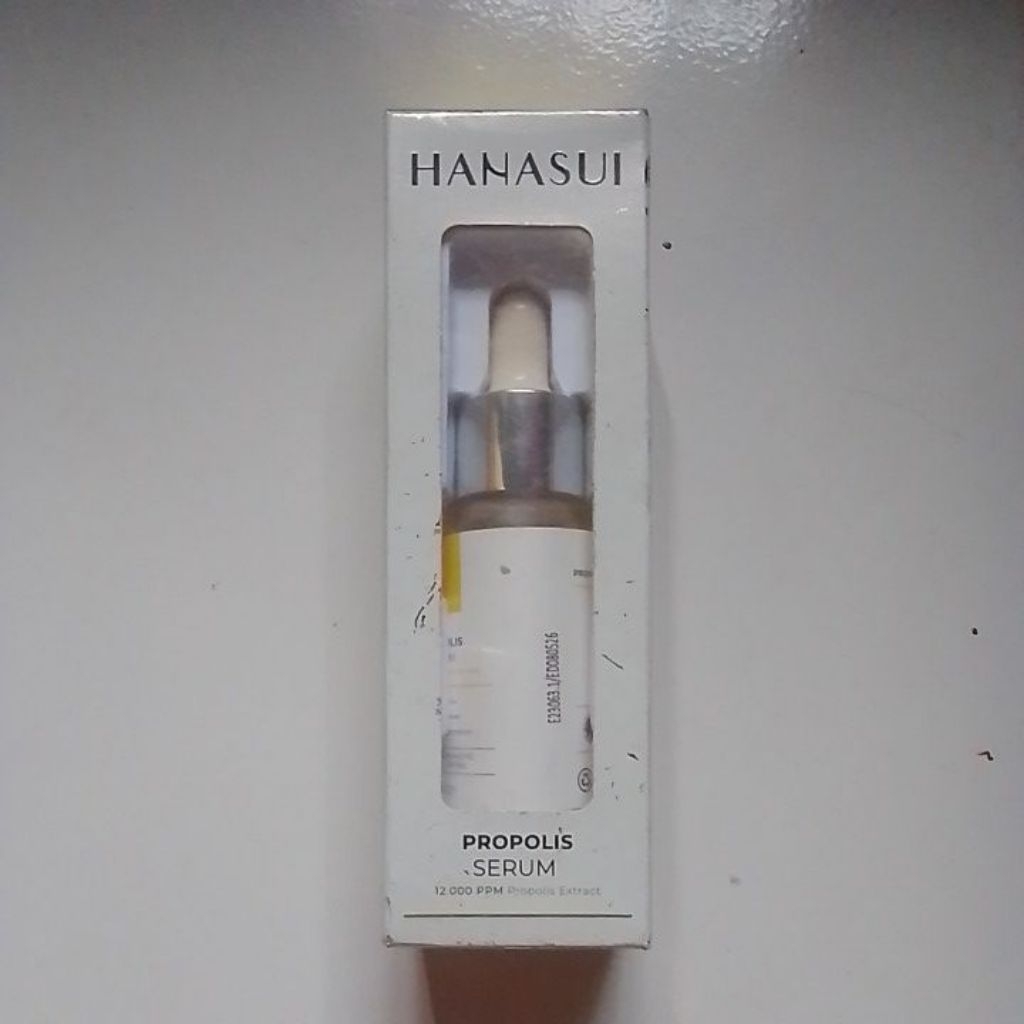 HANASUI
E23063.1/ED080526
PROPOLIS
SERUM
12.000 PPM Propolis Extract